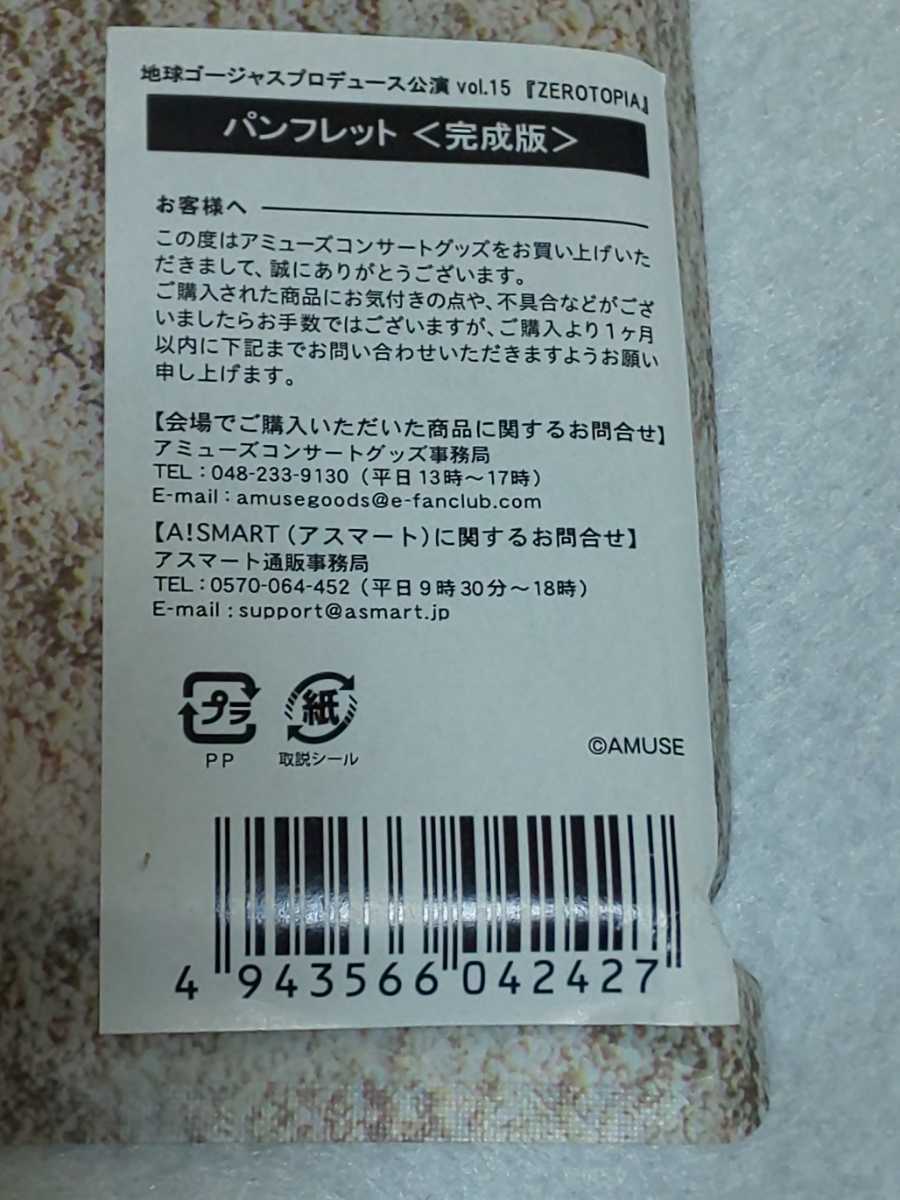 地球ゴージャスプロデュース公演 vol.15 『ZEROTOPIA』
パンフレット ＜完成版＞
お客様へ
この度はアミューズコンサートグッズをお買い上げいた
だきまして、誠にありがとうございます。
ご購入された商品にお気付きの点や、不具合などがござ
いましたらお手数ではございますが、ご購入より1ヶ月
以内に下記までお問い合わせいただきますようお願い
申し上げます。
【会場でご購入いただいた商品に関するお問合せ】
アミューズコンサートグッズ事務局
TEL：048-233-9130（平日13時～17時）
E-mail：amusegoods@e-fanclub.com
【A!SMART（アスマート）に関するお問合せ】
アスマート通販事務局
TEL：0570-064-452（平日9時30分～18時）
E-mail：support@asmart.jp
プラ 紙
PP 取説シール
©AMUSE
4 943566 042427